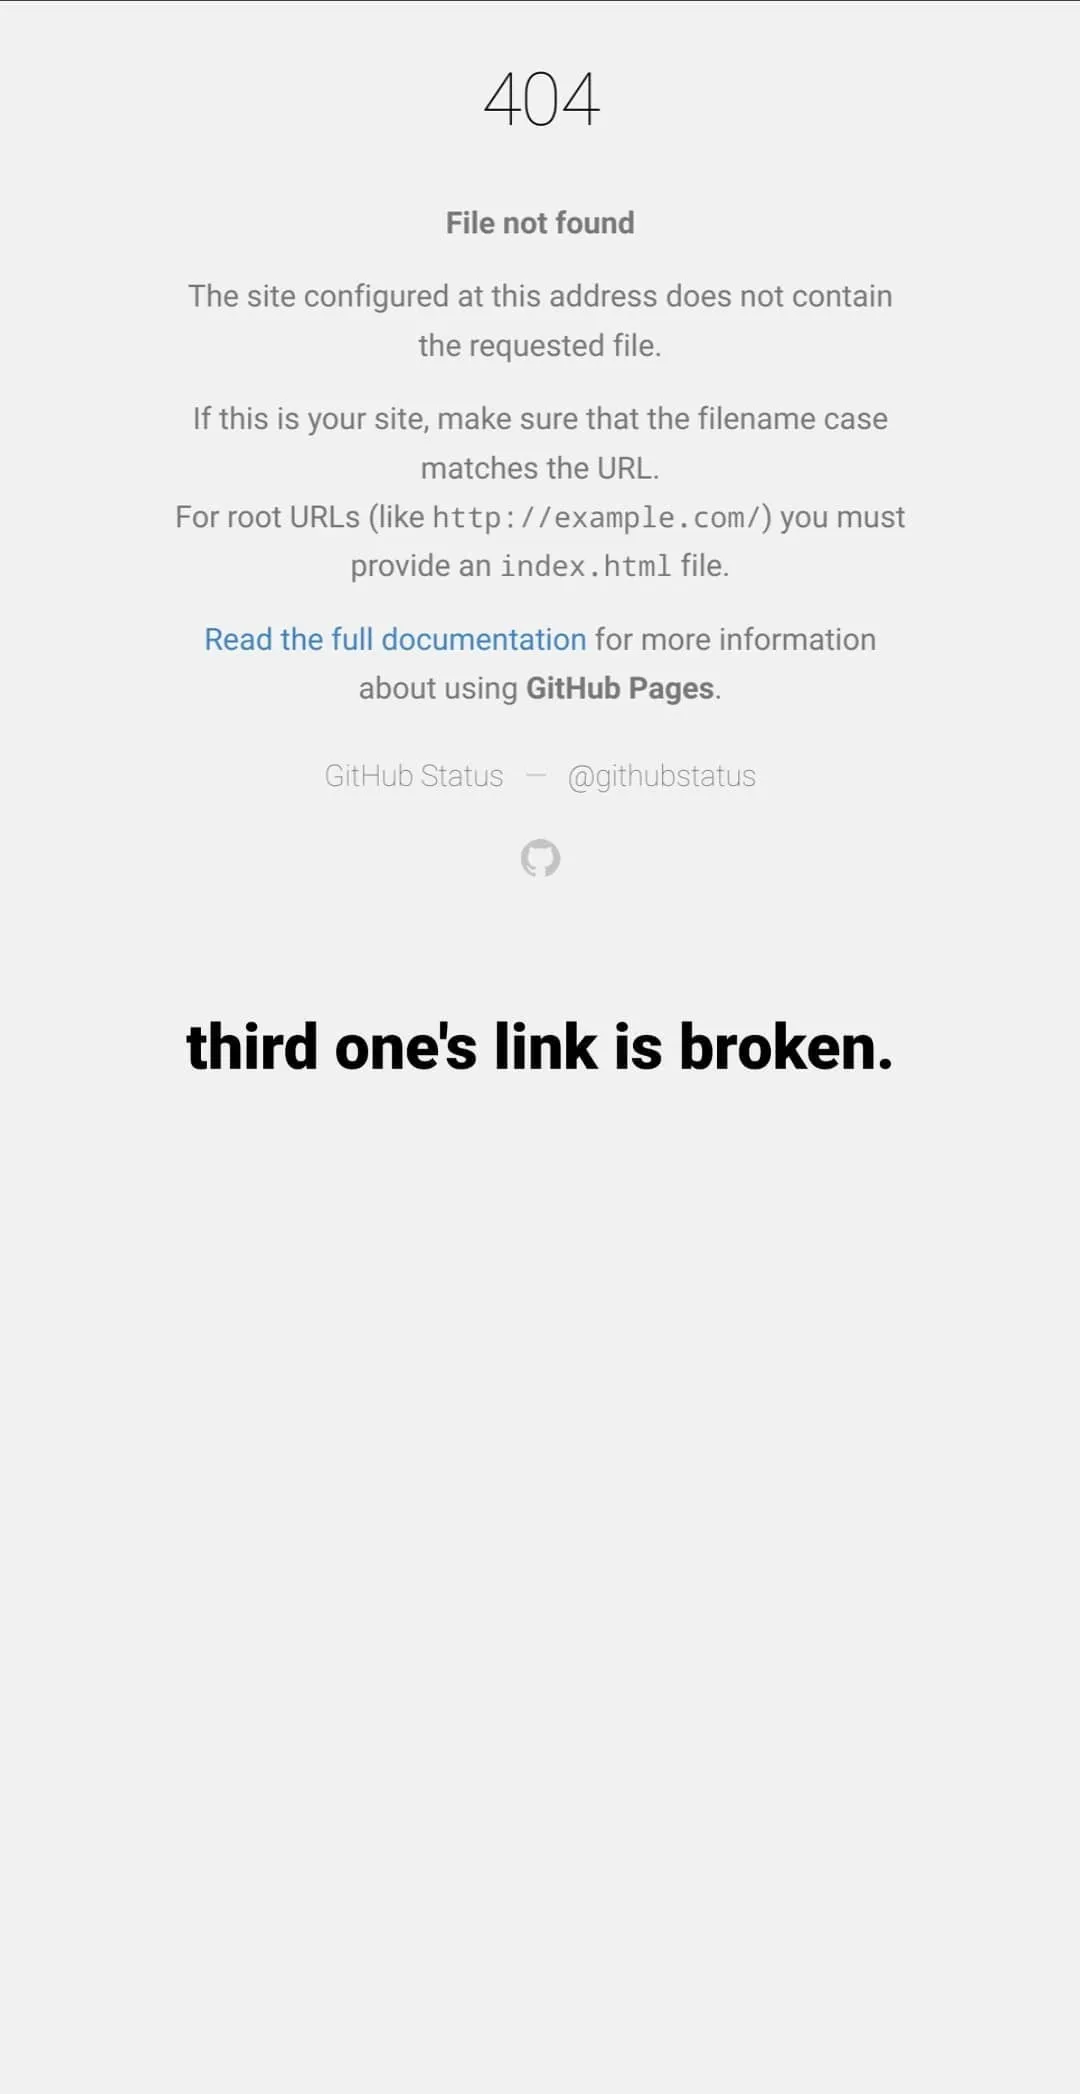 404
File not found
The site configured at this address does not contain
the requested file.
If this is your site, make sure that the filename case
matches the URL.
For root URLs (like http://example.com/) you must
provide an index.html file.
Read the full documentation for more information
about using GitHub Pages.
GitHub Status — @githubstatus
third one's link is broken.